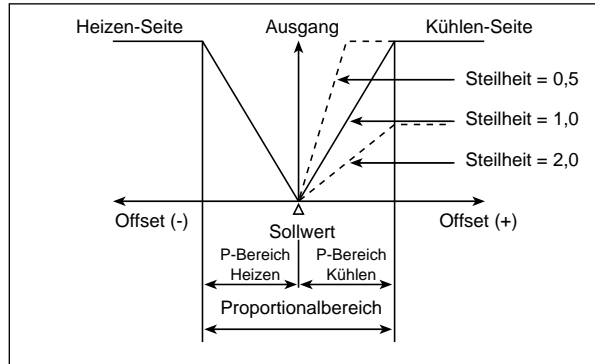 Heizen-Seite
Ausgang
Kühlen-Seite
Steilheit = 0,5
Steilheit = 1,0
Steilheit = 2,0
Offset (-)
Offset (+)
Sollwert
P-Bereich
Heizen
P-Bereich
Kühlen
Proportionalbereich